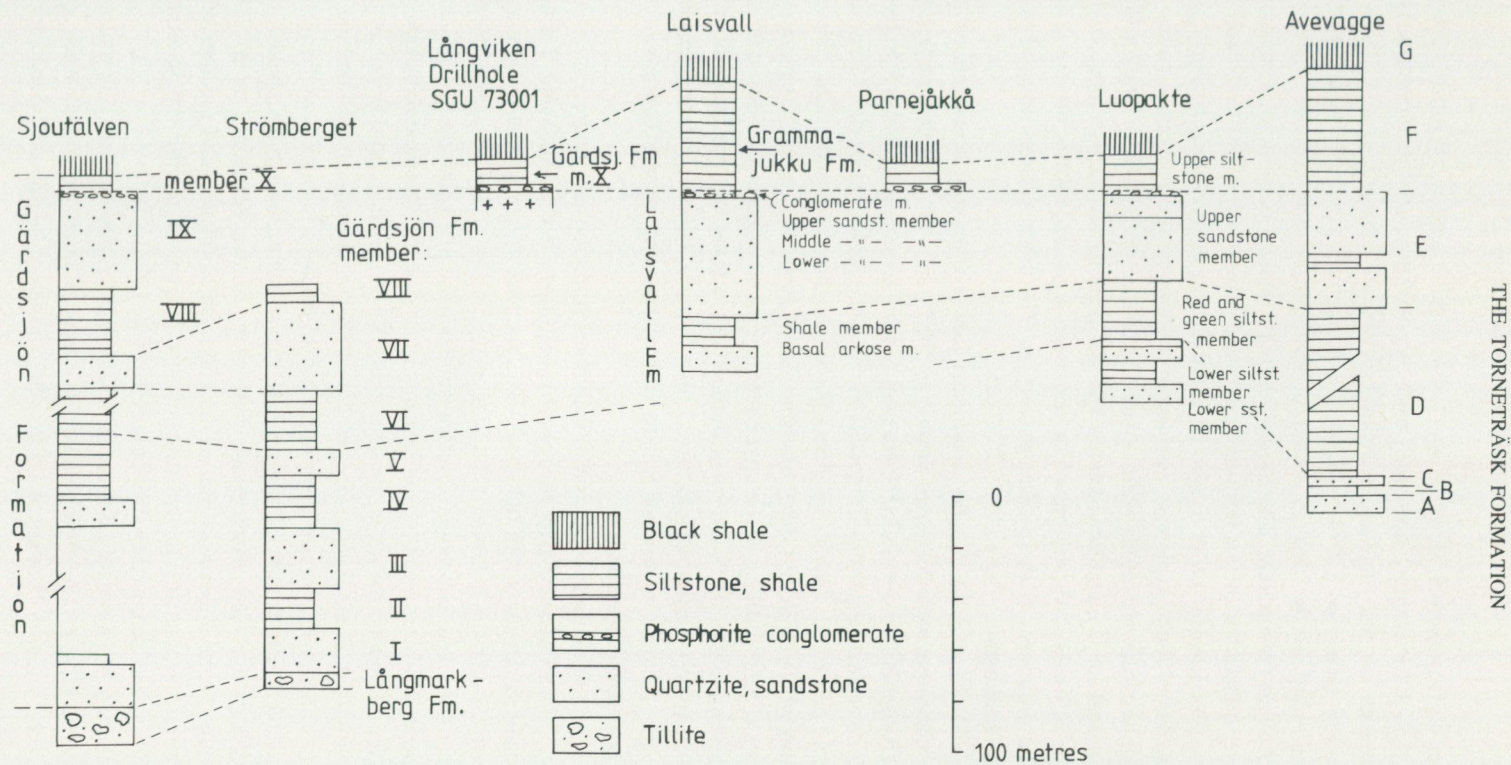 Sjoutälven
Strömberget
Långviken
Drillhole
SGU 73001
Laisvall
Parnejåkkå
Luopakte
Avevagge
G
F
E
D
C
B
A
member X
Gärdsj. Fm
m. X
Gramma-
jukku Fm.
Upper silt-
stone m.
Gärdsjön Formation
IX
VIII
Gärdsjön Fm.
member:
VIII
VII
VI
V
IV
III
II
I
Långmark-
berg Fm.
Laisvall Fm
Conglomerate m.
Upper sandst. member
Middle —〃— —〃—
Lower —〃— —〃—
Shale member
Basal arkose m.
Upper
sandstone
member
Red and
green siltst.
member
Lower siltst.
member
Lower sst.
member
Black shale
Siltstone, shale
Phosphorite conglomerate
Quartzite, sandstone
Tillite
0
100 metres
THE TORNETRÄSK FORMATION